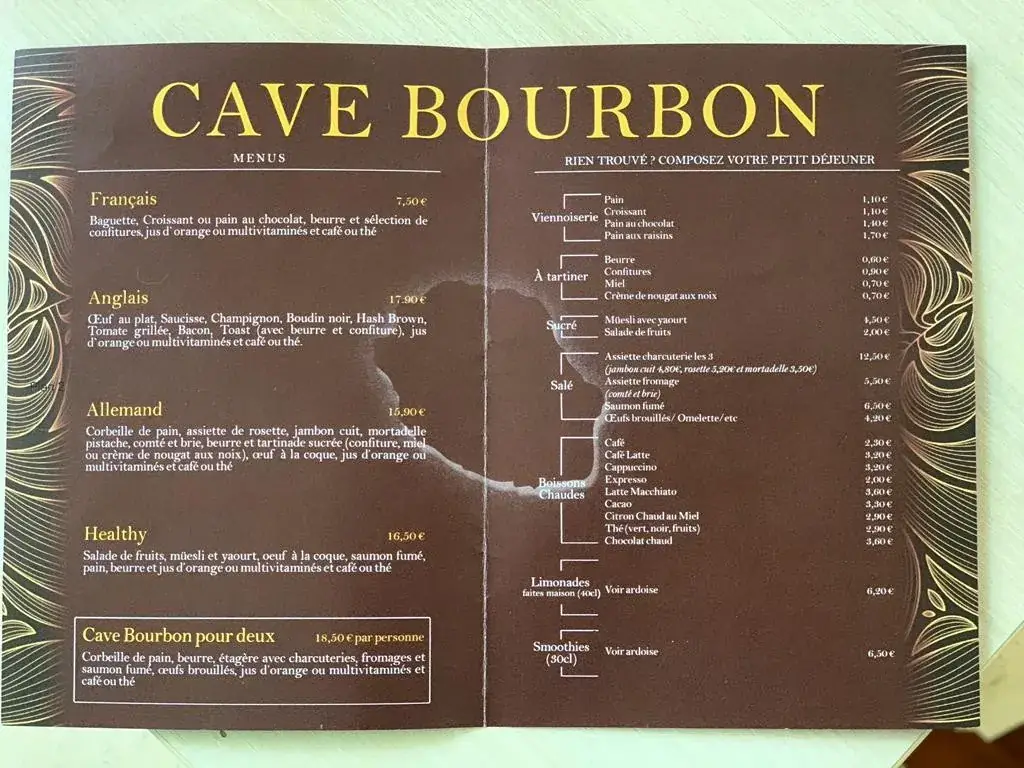 CAVE BOURBON
MENUS
Français 7,50 €
Baguette, Croissant ou pain au chocolat, beurre et sélection de
confitures, jus d'orange ou multivitaminés et café ou thé
Anglais 17.90 €
Œuf au plat, Saucisse, Champignon, Boudin noir, Hash Brown,
Tomate grillée, Bacon, Toast (avec beurre et confiture), jus
d'orange ou multivitaminés et café ou thé.
Allemand 15,90 €
Corbeille de pain, assiette de rosette, jambon cuit, mortadelle
pistache, comté et brie, beurre et tartinade sucrée (confiture, miel
ou crème de nougat aux noix), œuf à la coque, jus d'orange ou
multivitaminés et café ou thé
Healthy 16,50 €
Salade de fruits, müesli et yaourt, oeuf à la coque, saumon fumé,
pain, beurre et jus d'orange ou multivitaminés et café ou thé
Cave Bourbon pour deux 18,50 € par personne
Corbeille de pain, beurre, étagère avec charcuteries, fromages et
saumon fumé, œufs brouillés, jus d'orange ou multivitaminés et
café ou thé
RIEN TROUVÉ ? COMPOSEZ VOTRE PETIT DÉJEUNER
Viennoiserie
Pain 1,10 €
Croissant 1,10 €
Pain au chocolat 1,40 €
Pain aux raisins 1,70 €
À tartiner
Beurre 0,60 €
Confitures 0,90 €
Miel 0,70 €
Crème de nougat aux noix 0,70 €
Sucré
Müesli avec yaourt 4,50 €
Salade de fruits 2,00 €
Salé
Assiette charcuterie les 3 12,50 €
(jambon cuit 4,80€, rosette 5,20€ et mortadelle 3,50€)
Assiette fromage 5,50 €
(comté et brie)
Saumon fumé 6,50 €
Œufs brouillés/ Omelette/etc 4,20 €
Boissons
Chaudes
Café 2,30 €
Café Latte 3,20 €
Cappuccino 3,20 €
Expresso 2,00 €
Latte Macchiato 3,60 €
Cacao 3,30 €
Citron Chaud au Miel 2,90 €
Thé (vert, noir, fruits) 2,90 €
Chocolat chaud 3,60 €
Limonades
faites maison (40cl)
Voir ardoise 6,20 €
Smoothies
(30cl)
Voir ardoise 6,50 €